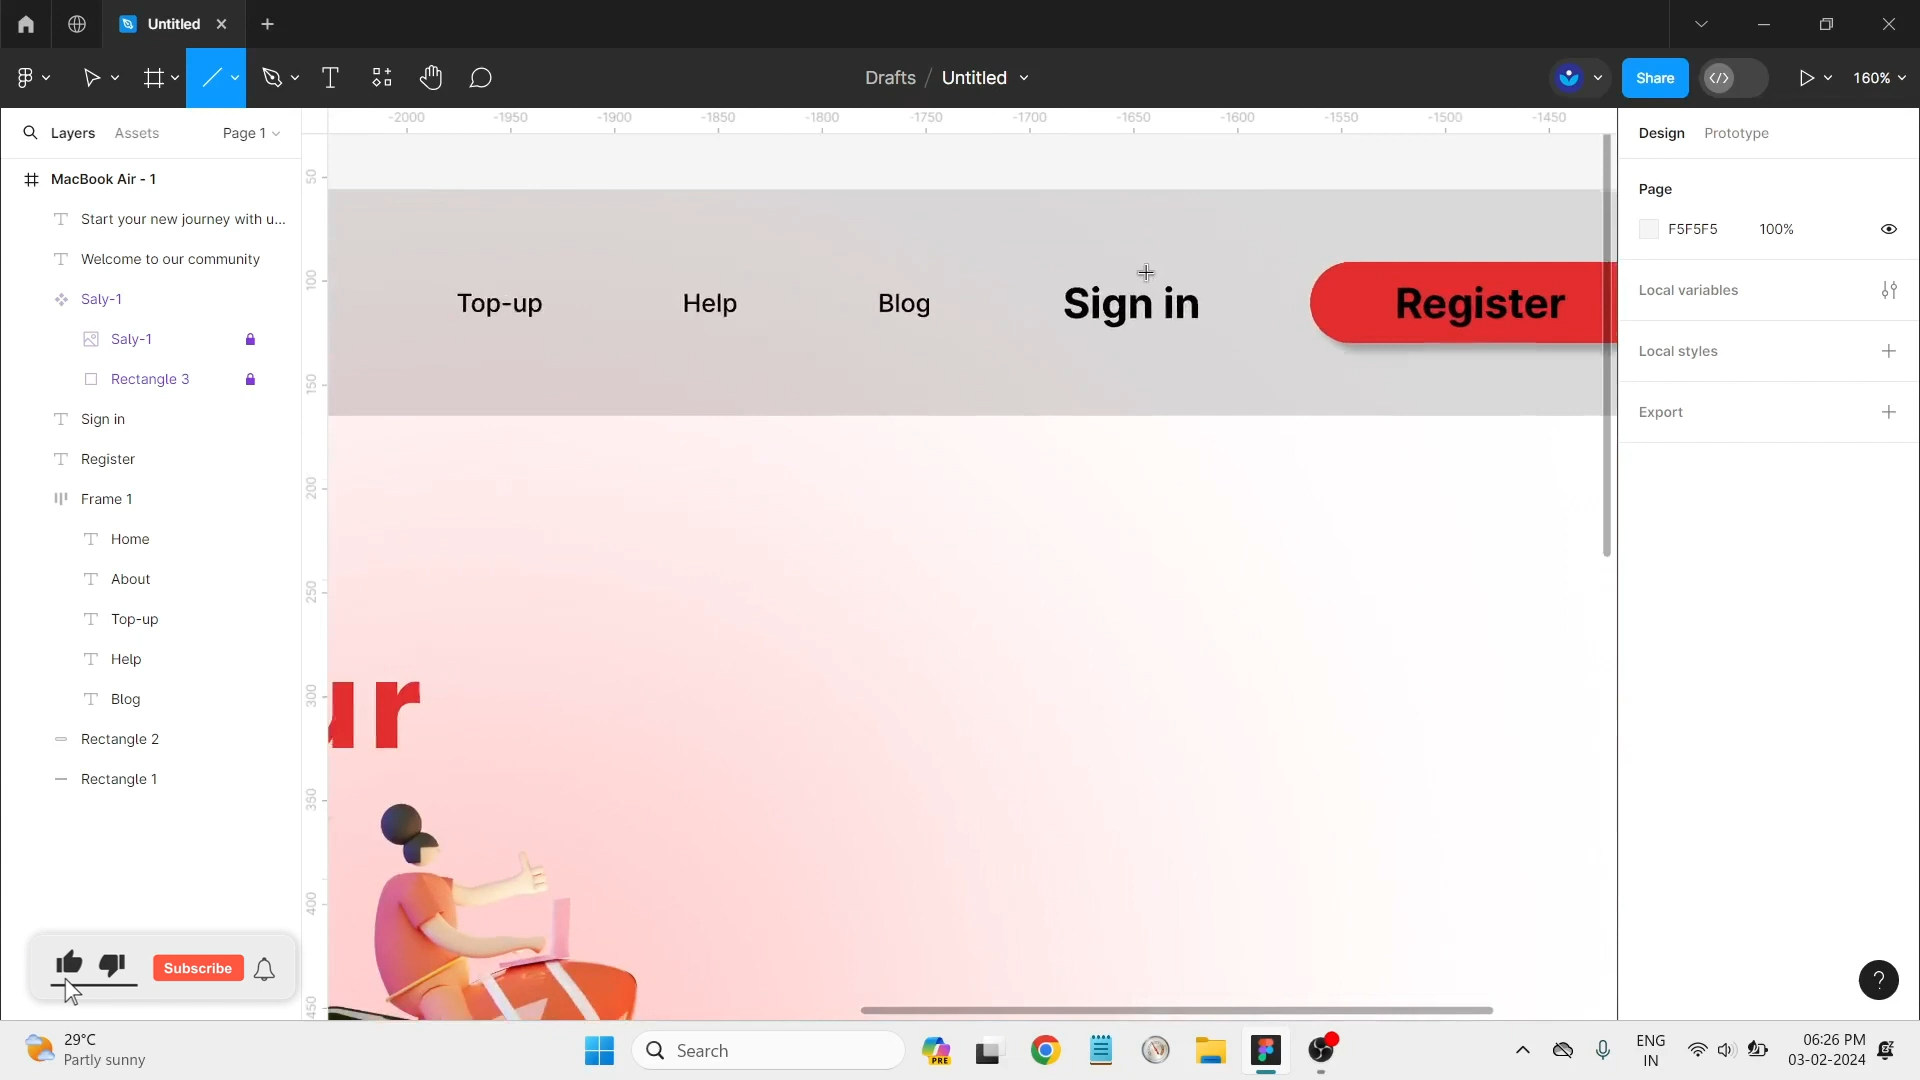 Untitled
Drafts / Untitled
Share
160%
Layers
Assets
Page 1
-2000
-1950
-1900
-1850
-1800
-1750
-1700
-1650
-1600
-1550
-1500
-1450
Design
Prototype
MacBook Air - 1
Start your new journey with u...
Welcome to our community
Saly-1
Saly-1
Rectangle 3
Sign in
Register
Frame 1
Home
About
Top-up
Help
Blog
Rectangle 2
Rectangle 1
50
100
150
200
250
300
350
400
450
Top-up
Help
Blog
Sign in
Register
ur
Page
F5F5F5
100%
Local variables
Local styles
Export
Subscribe
?
29°C
Partly sunny
Search
PRE
ENG
IN
06:26 PM
03-02-2024